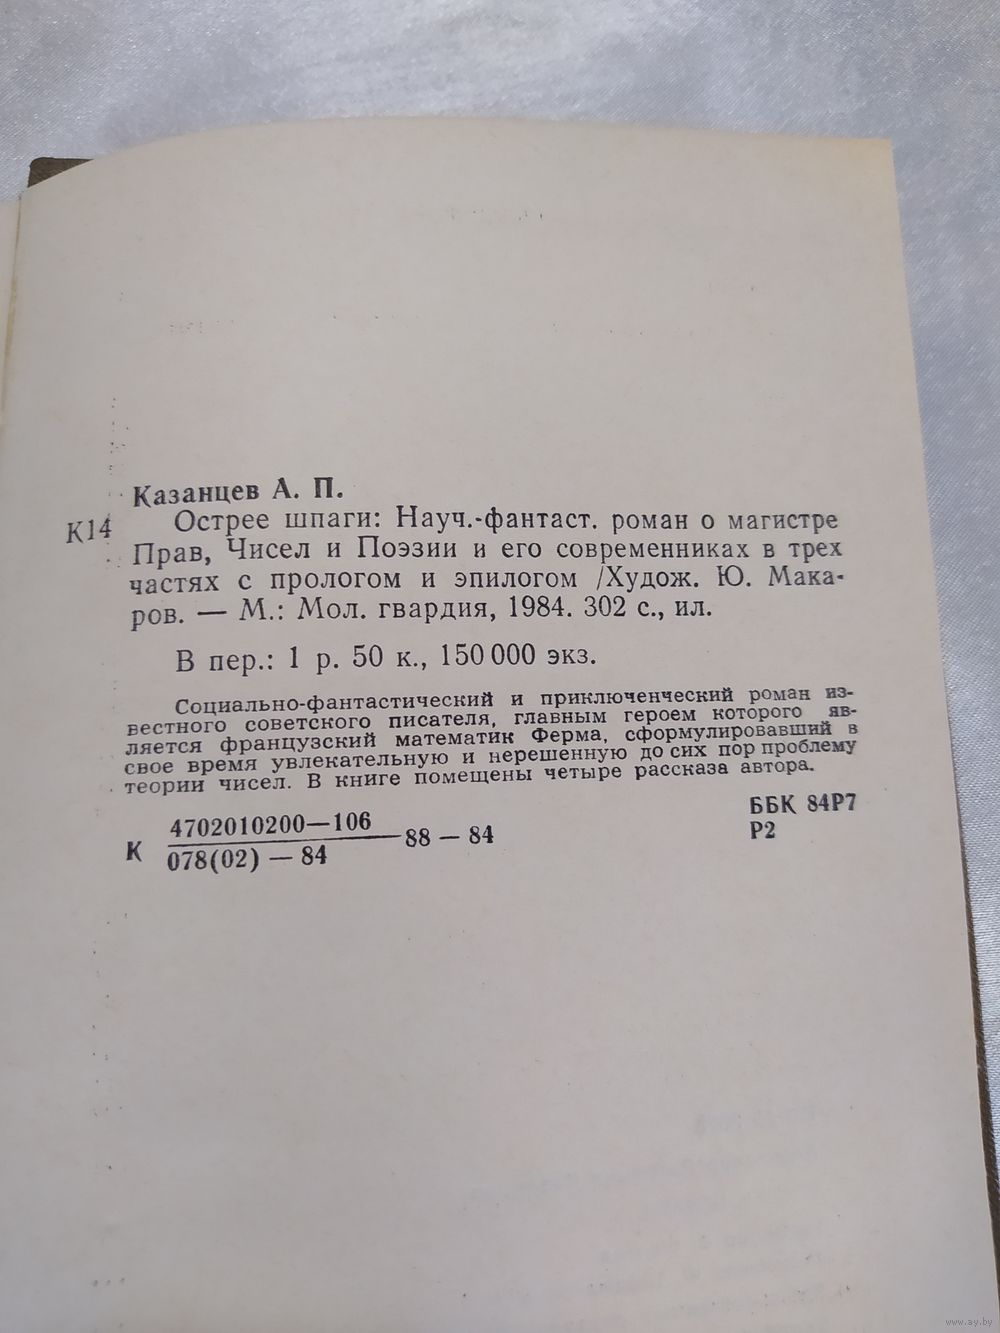 Казанцев А. П.
К14 Острее шпаги: Науч.-фантаст. роман о магистре
Прав, Чисел и Поэзии и его современниках в трех
частях с прологом и эпилогом /Худож. Ю. Мака-
ров. — М.: Мол. гвардия, 1984. 302 с., ил.
В пер.: 1 р. 50 к., 150 000 экз.
Социально-фантастический и приключенческий роман из-
вестного советского писателя, главным героем которого яв-
ляется французский математик Ферма, сформулировавший в
свое время увлекательную и нерешенную до сих пор проблему
теории чисел. В книге помещены четыре рассказа автора.
К 4702010200—106
078(02) — 84
88 — 84
ББК 84Р7
Р2
www.ay.by